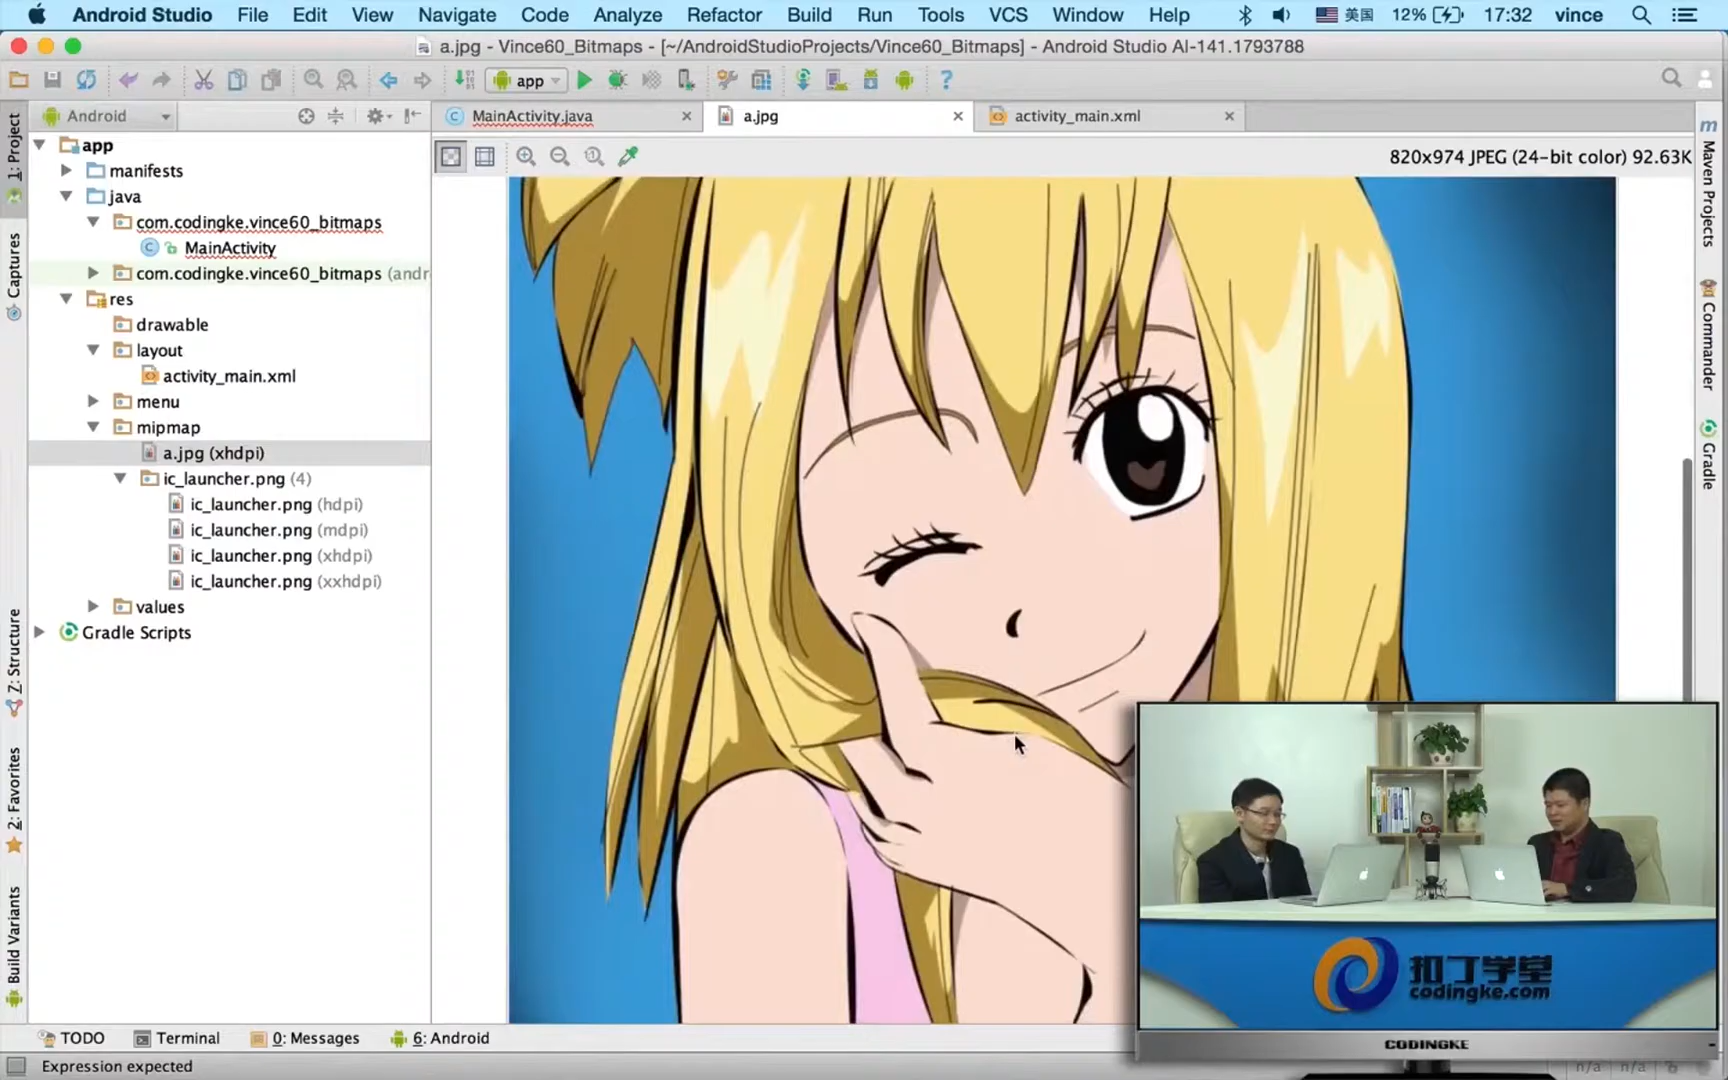 Android Studio File Edit View Navigate Code Analyze Refactor Build Run Tools VCS Window Help 美国 12% 17:32 vince
a.jpg - Vince60_Bitmaps - [~/AndroidStudioProjects/Vince60_Bitmaps] - Android Studio AI-141.1793788
app
Android
MainActivity.java
a.jpg
activity_main.xml
820x974 JPEG (24-bit color) 92.63K
1: Project
Captures
Z: Structure
2: Favorites
Build Variants
app
manifests
java
com.codingke.vince60_bitmaps
MainActivity
com.codingke.vince60_bitmaps (andr
res
drawable
layout
activity_main.xml
menu
mipmap
a.jpg (xhdpi)
ic_launcher.png (4)
ic_launcher.png (hdpi)
ic_launcher.png (mdpi)
ic_launcher.png (xhdpi)
ic_launcher.png (xxhdpi)
values
Gradle Scripts
m
Maven Projects
Commander
Gradle
扣丁学堂
codingke.com
CODINGKE
TODO Terminal 0: Messages 6: Android
Expression expected
n/a n/a